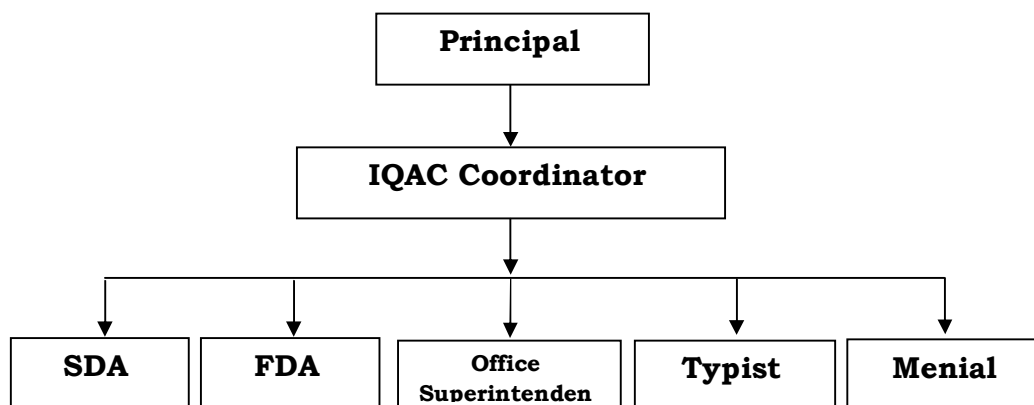 Principal
IQAC Coordinator
SDA
FDA
Office
Superintenden
Typist
Menial